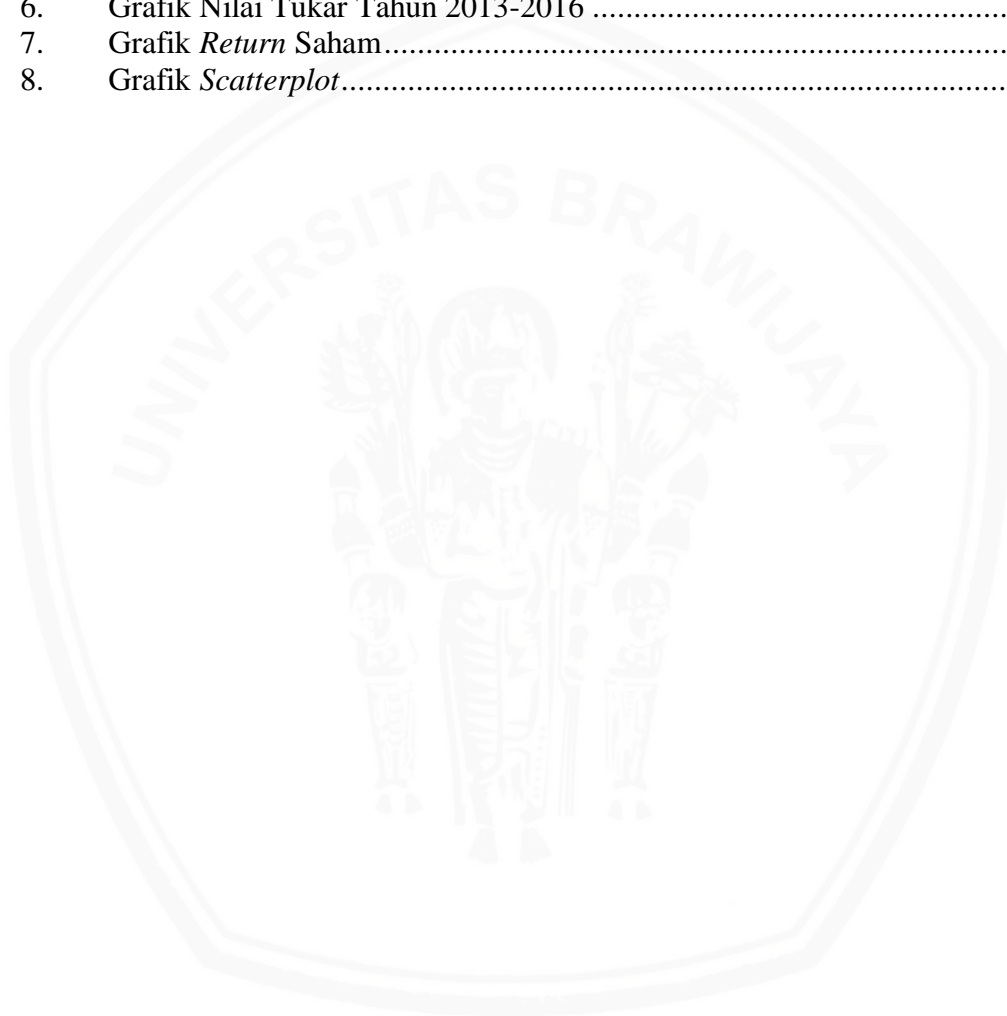 6. Grafik Nilai Tukar Tahun 2013-2016 ..................................................
7. Grafik Return Saham...........................................................................
8. Grafik Scatterplot................................................................................
UNIVERSITAS BRAWIJAYA